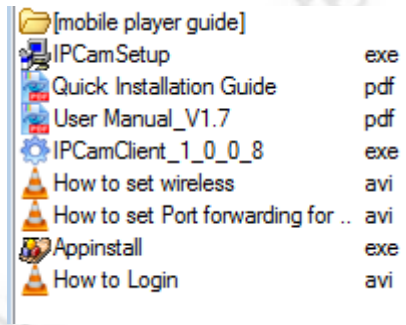 [mobile player guide]
IPCamSetup exe
Quick Installation Guide pdf
User Manual_V1.7 pdf
IPCamClient_1_0_0_8 exe
How to set wireless avi
How to set Port forwarding for .. avi
Appinstall exe
How to Login avi